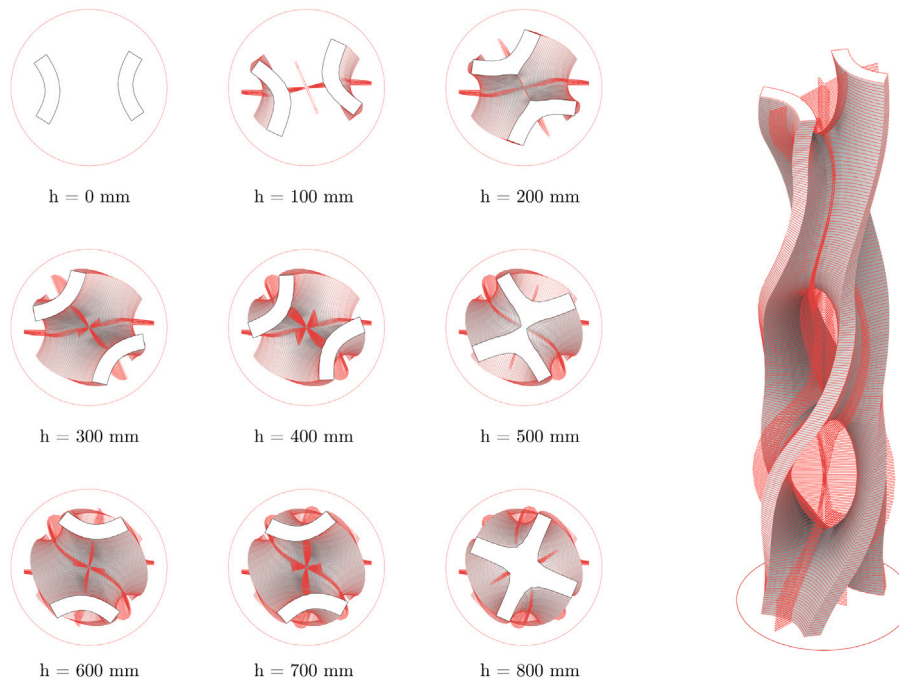 h = 0 mm
h = 100 mm
h = 200 mm
h = 300 mm
h = 400 mm
h = 500 mm
h = 600 mm
h = 700 mm
h = 800 mm